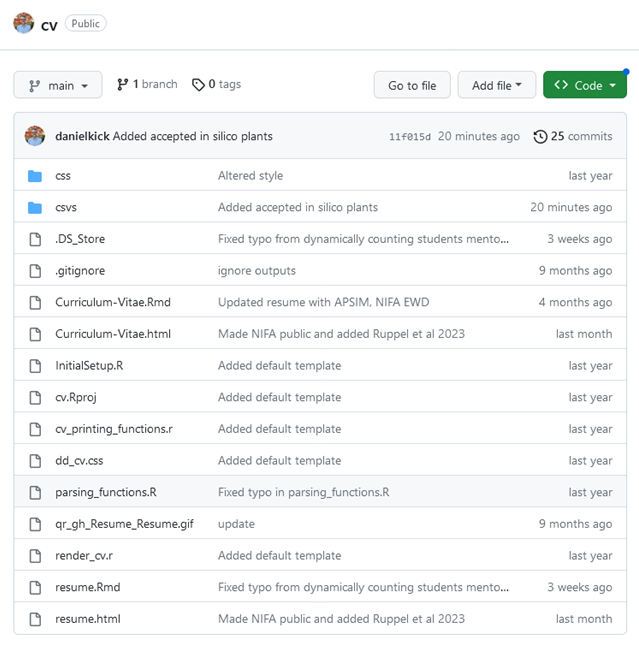 cv Public
main 1 branch 0 tags Go to file Add file Code
danielkick Added accepted in silico plants 11f015d 20 minutes ago 25 commits
css Altered style last year
csvs Added accepted in silico plants 20 minutes ago
.DS_Store Fixed typo from dynamically counting students mento... 3 weeks ago
.gitignore ignore outputs 9 months ago
Curriculum-Vitae.Rmd Updated resume with APSIM, NIFA EWD 4 months ago
Curriculum-Vitae.html Made NIFA public and added Ruppel et al 2023 last month
InitialSetup.R Added default template last year
cv.Rproj Added default template last year
cv_printing_functions.r Added default template last year
dd_cv.css Added default template last year
parsing_functions.R Fixed typo in parsing_functions.R last year
qr_gh_Resume_Resume.gif update 9 months ago
render_cv.r Added default template last year
resume.Rmd Fixed typo from dynamically counting students mento... 3 weeks ago
resume.html Made NIFA public and added Ruppel et al 2023 last month